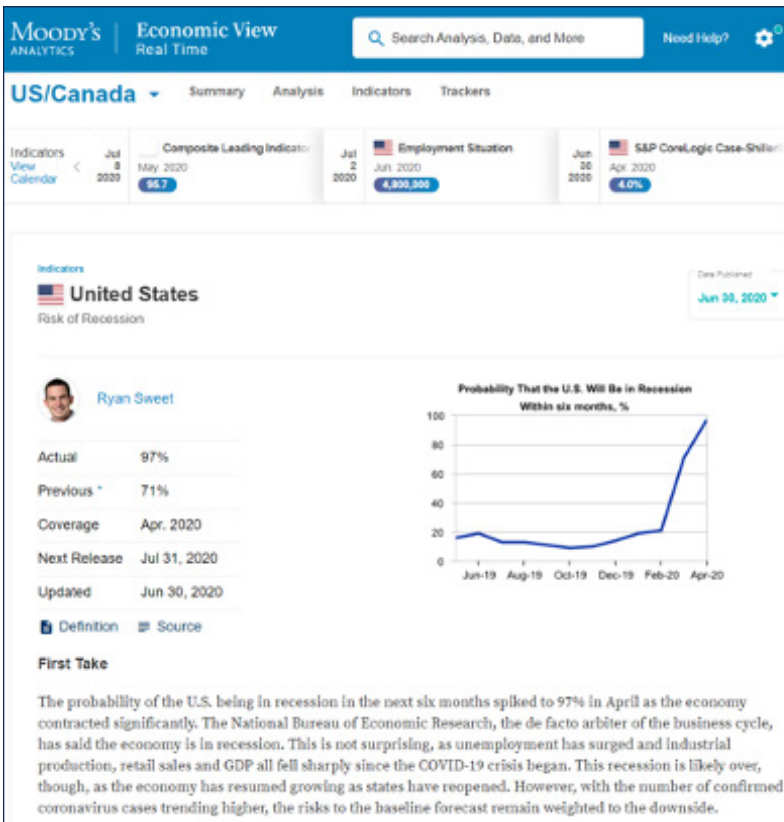 MOODY'S
ANALYTICS
Economic View
Real Time
Search Analysis, Data, and More
Need Help?
US/Canada
Summary
Analysis
Indicators
Trackers
Indicators
View
Calendar
Jul
8
2020
Composite Leading Indicator
May. 2020
95.7
Jul
2
2020
Employment Situation
Jun. 2020
4,800,000
Jun
30
2020
S&P CoreLogic Case-Shiller
Apr. 2020
4.0%
Indicators
United States
Risk of Recession
Date Published
Jun 30, 2020
Ryan Sweet
Actual 97%
Previous * 71%
Coverage Apr. 2020
Next Release Jul 31, 2020
Updated Jun 30, 2020
Definition Source
Probability That the U.S. Will Be in Recession
Within six months, %
100
80
60
40
20
0
Jun-19 Aug-19 Oct-19 Dec-19 Feb-20 Apr-20
First Take
The probability of the U.S. being in recession in the next six months spiked to 97% in April as the economy
contracted significantly. The National Bureau of Economic Research, the de facto arbiter of the business cycle,
has said the economy is in recession. This is not surprising, as unemployment has surged and industrial
production, retail sales and GDP all fell sharply since the COVID-19 crisis began. This recession is likely over,
though, as the economy has resumed growing as states have reopened. However, with the number of confirmed
coronavirus cases trending higher, the risks to the baseline forecast remain weighted to the downside.